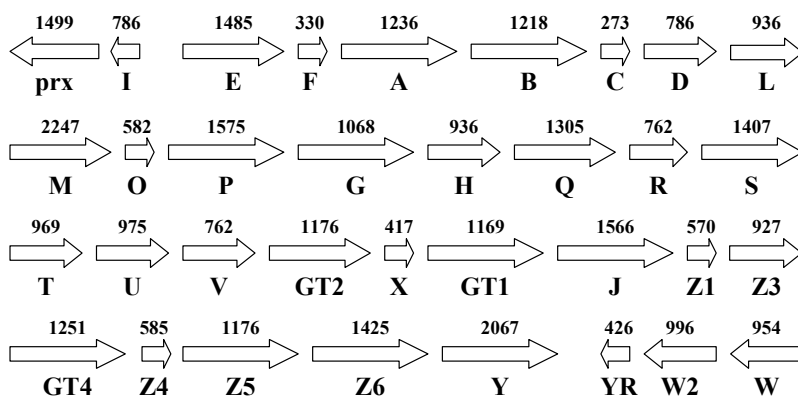 1499 786 1485 330 1236 1218 273 786 936
prx I E F A B C D L
2247 582 1575 1068 936 1305 762 1407
M O P G H Q R S
969 975 762 1176 417 1169 1566 570 927
T U V GT2 X GT1 J Z1 Z3
1251 585 1176 1425 2067 426 996 954
GT4 Z4 Z5 Z6 Y YR W2 W